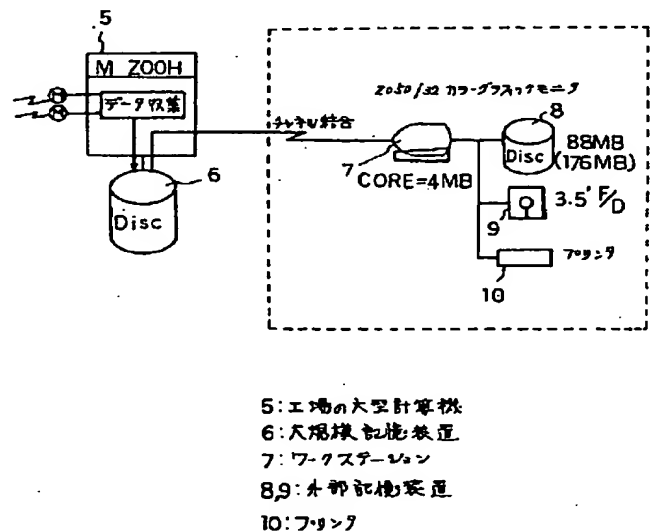 5
M Z00H
データ収集
6
Disc
チャネル結合
2050/32 カラーグラフィックモニタ
7
CORE=4MB
8
Disc
88MB
(176MB)
9
3.5" F/D
プリンタ
10
5:工場の大型計算機
6:大規模記憶装置
7:ワークステーション
8,9:外部記憶装置
10:プリンタ